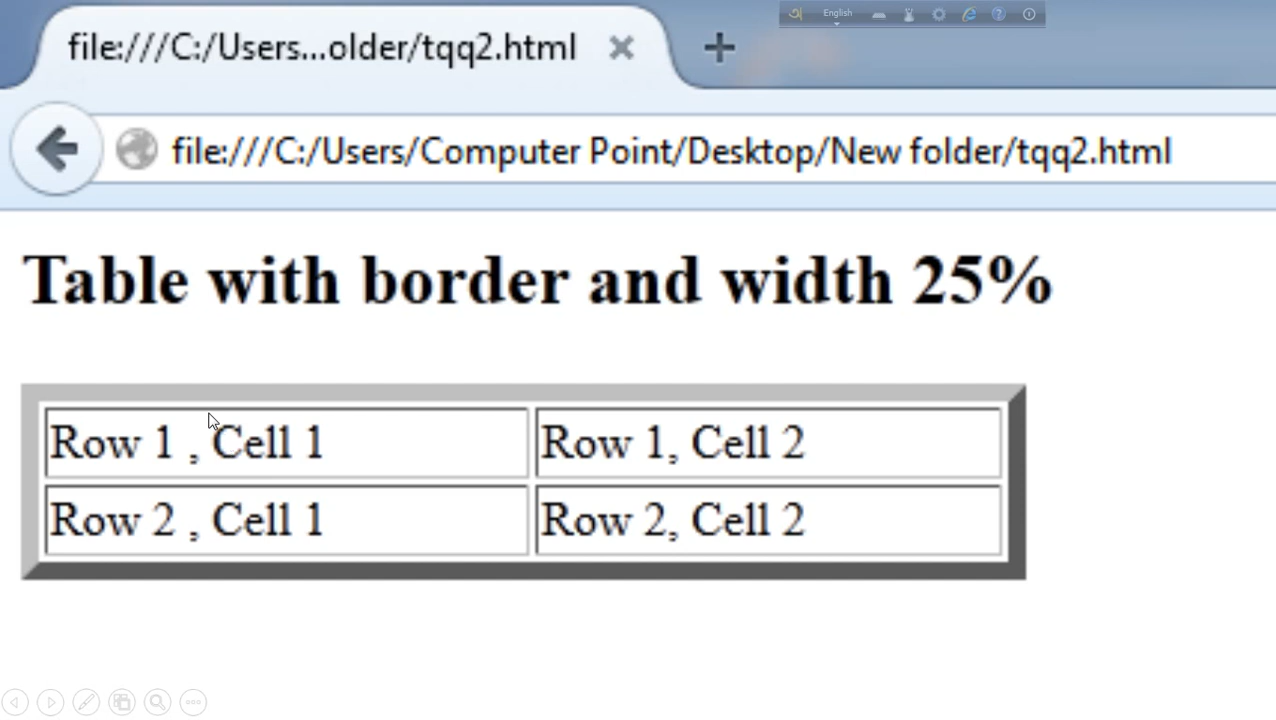 English
file:///C:/Users...older/tqq2.html
file:///C:/Users/Computer Point/Desktop/New folder/tqq2.html
Table with border and width 25%
Row 1 , Cell 1 Row 1, Cell 2
Row 2 , Cell 1 Row 2, Cell 2